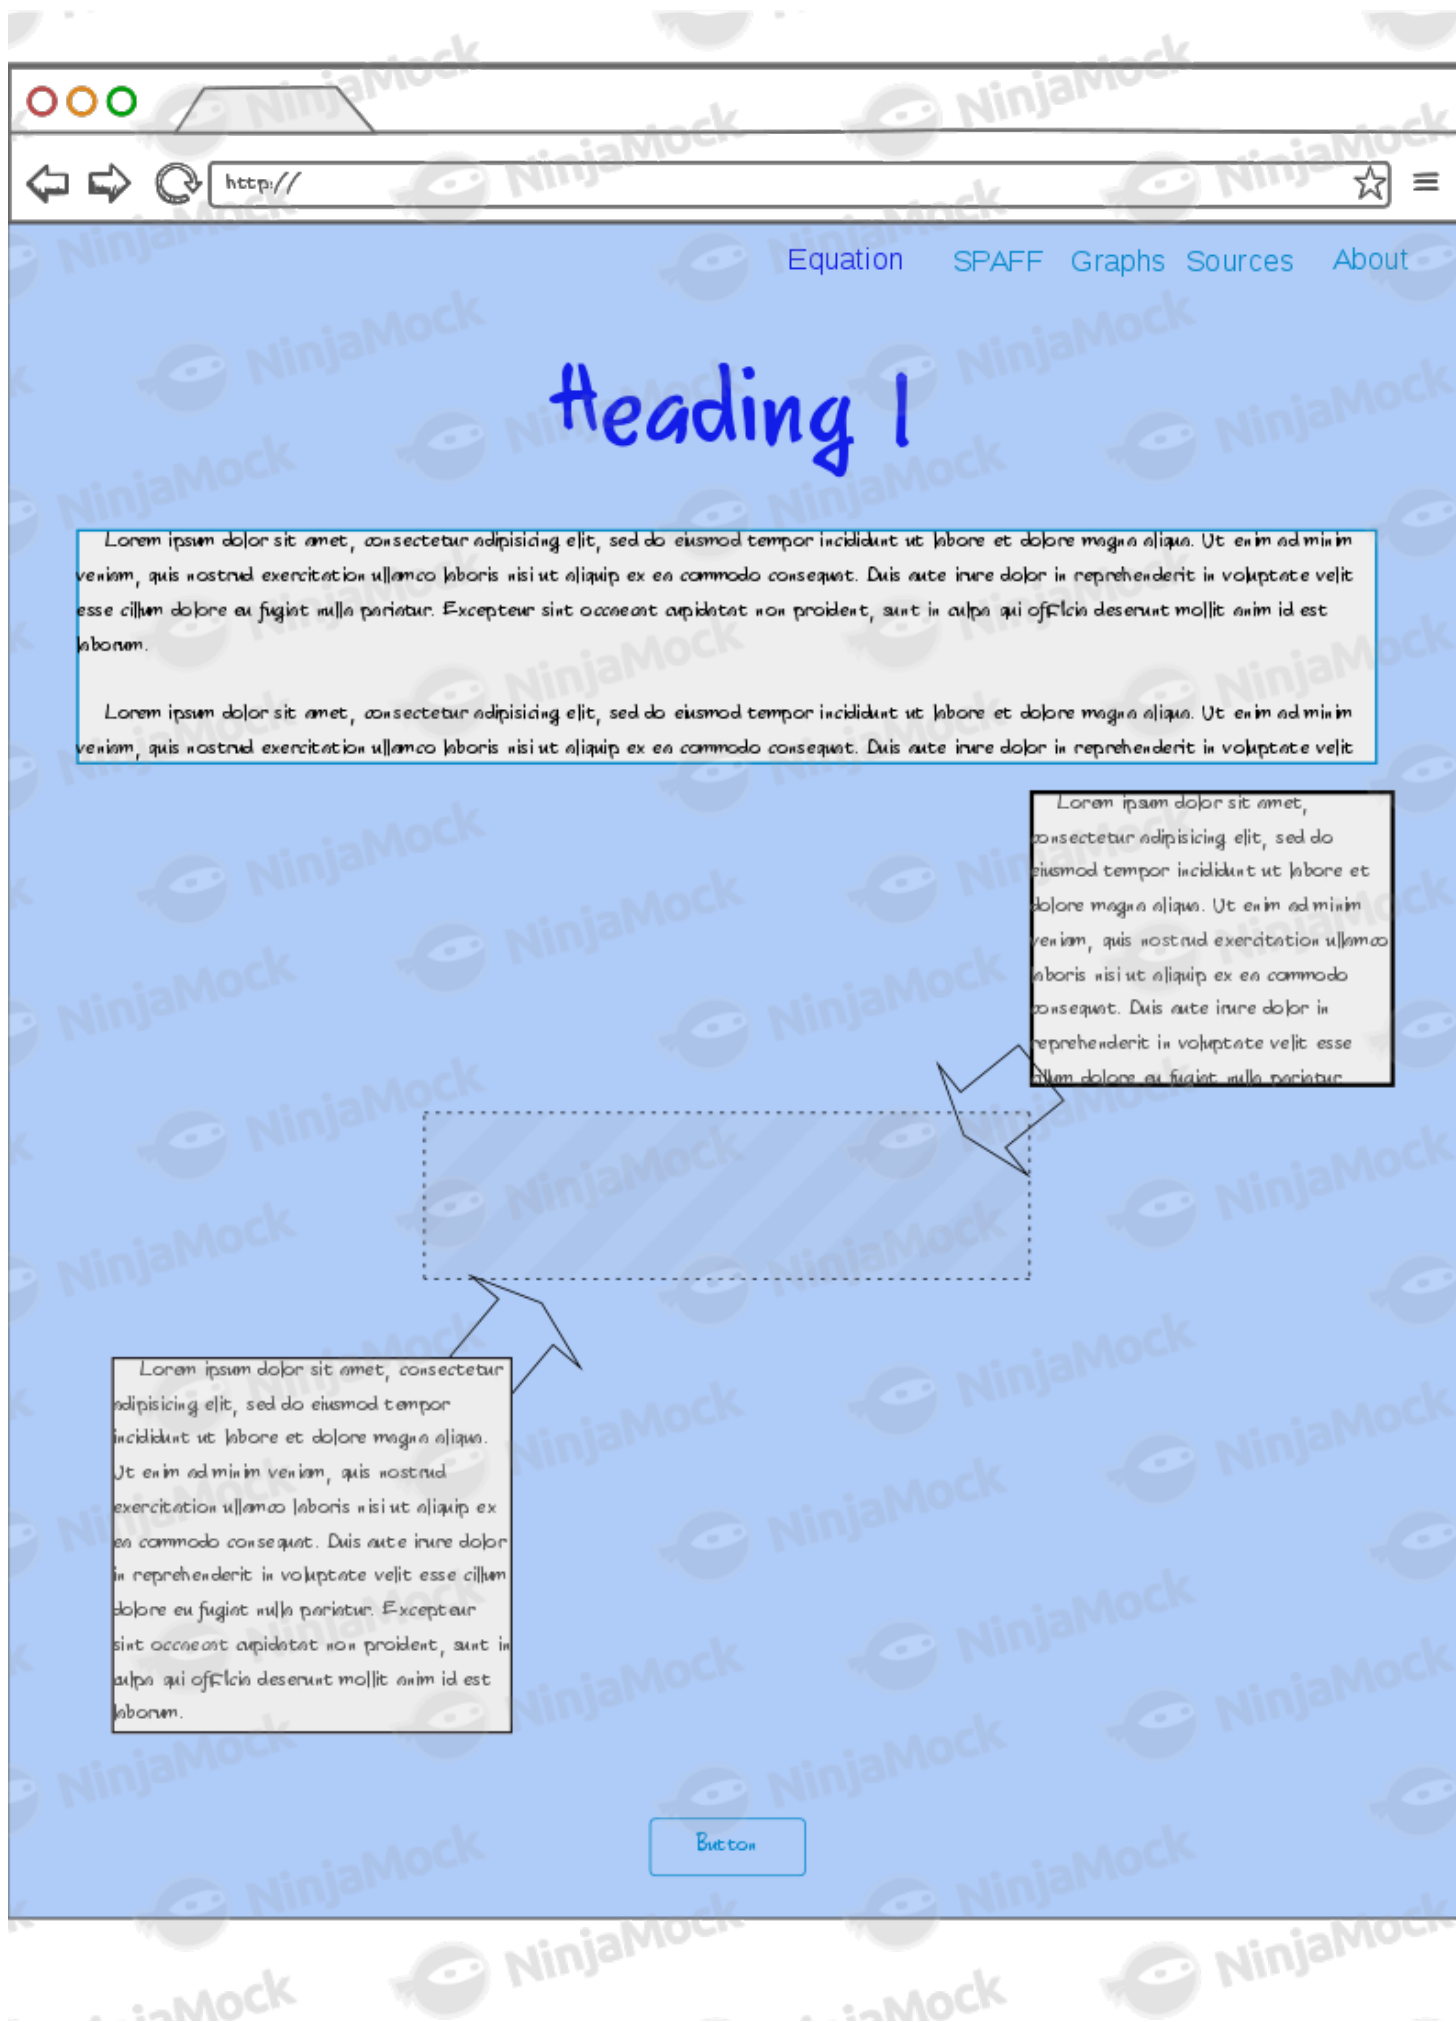 http://
Equation SPAFF Graphs Sources About
Heading 1
Lorem ipsum dolor sit amet, consectetur adipisicing elit, sed do eiusmod tempor incididunt ut labore et dolore magna aliqua. Ut enim ad minim
veniam, quis nostrud exercitation ullamco laboris nisi ut aliquip ex ea commodo consequat. Duis aute irure dolor in reprehenderit in voluptate velit
esse cillum dolore eu fugiat nulla pariatur. Excepteur sint occaecat cupidatat non proident, sunt in culpa qui officia deserunt mollit anim id est
laborum.
Lorem ipsum dolor sit amet, consectetur adipisicing elit, sed do eiusmod tempor incididunt ut labore et dolore magna aliqua. Ut enim ad minim
veniam, quis nostrud exercitation ullamco laboris nisi ut aliquip ex ea commodo consequat. Duis aute irure dolor in reprehenderit in voluptate velit
Lorem ipsum dolor sit amet,
consectetur adipisicing elit, sed do
eiusmod tempor incididunt ut labore et
dolore magna aliqua. Ut enim ad minim
veniam, quis nostrud exercitation ullamco
laboris nisi ut aliquip ex ea commodo
consequat. Duis aute irure dolor in
reprehenderit in voluptate velit esse
cillum dolore eu fugiat nulla pariatur
Lorem ipsum dolor sit amet, consectetur
adipisicing elit, sed do eiusmod tempor
incididunt ut labore et dolore magna aliqua.
Ut enim ad minim veniam, quis nostrud
exercitation ullamco laboris nisi ut aliquip ex
ea commodo consequat. Duis aute irure dolor
in reprehenderit in voluptate velit esse cillum
dolore eu fugiat nulla pariatur. Excepteur
sint occaecat cupidatat non proident, sunt in
culpa qui officia deserunt mollit anim id est
laborum.
Button
NinjaMock